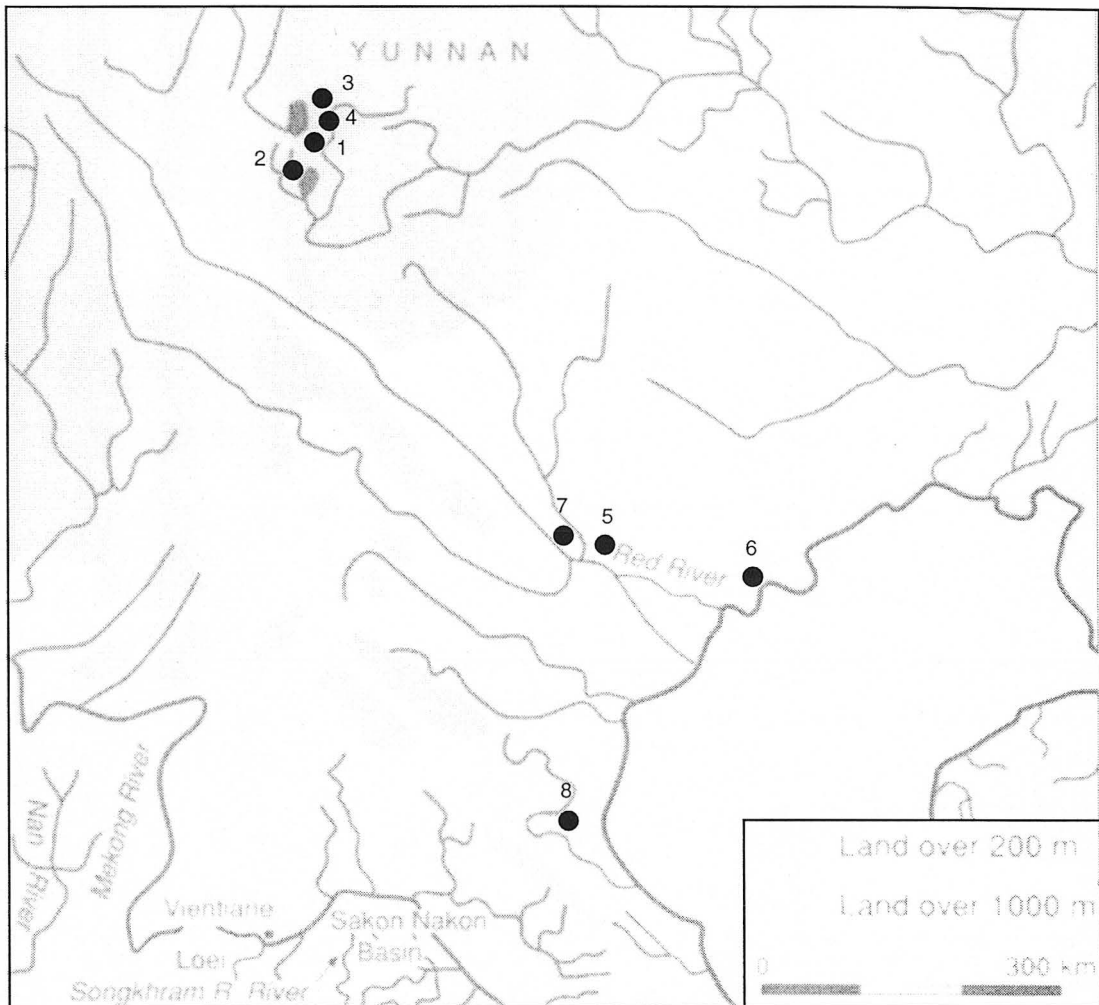 YUNNAN
3
4
1
2
7
5
Red River
6
8
Nan River
Mekong River
Vientiane
Loei
Sakon Nakon
Basin
Songkhram R River
Land over 200 m
Land over 1000 m
0 300 km